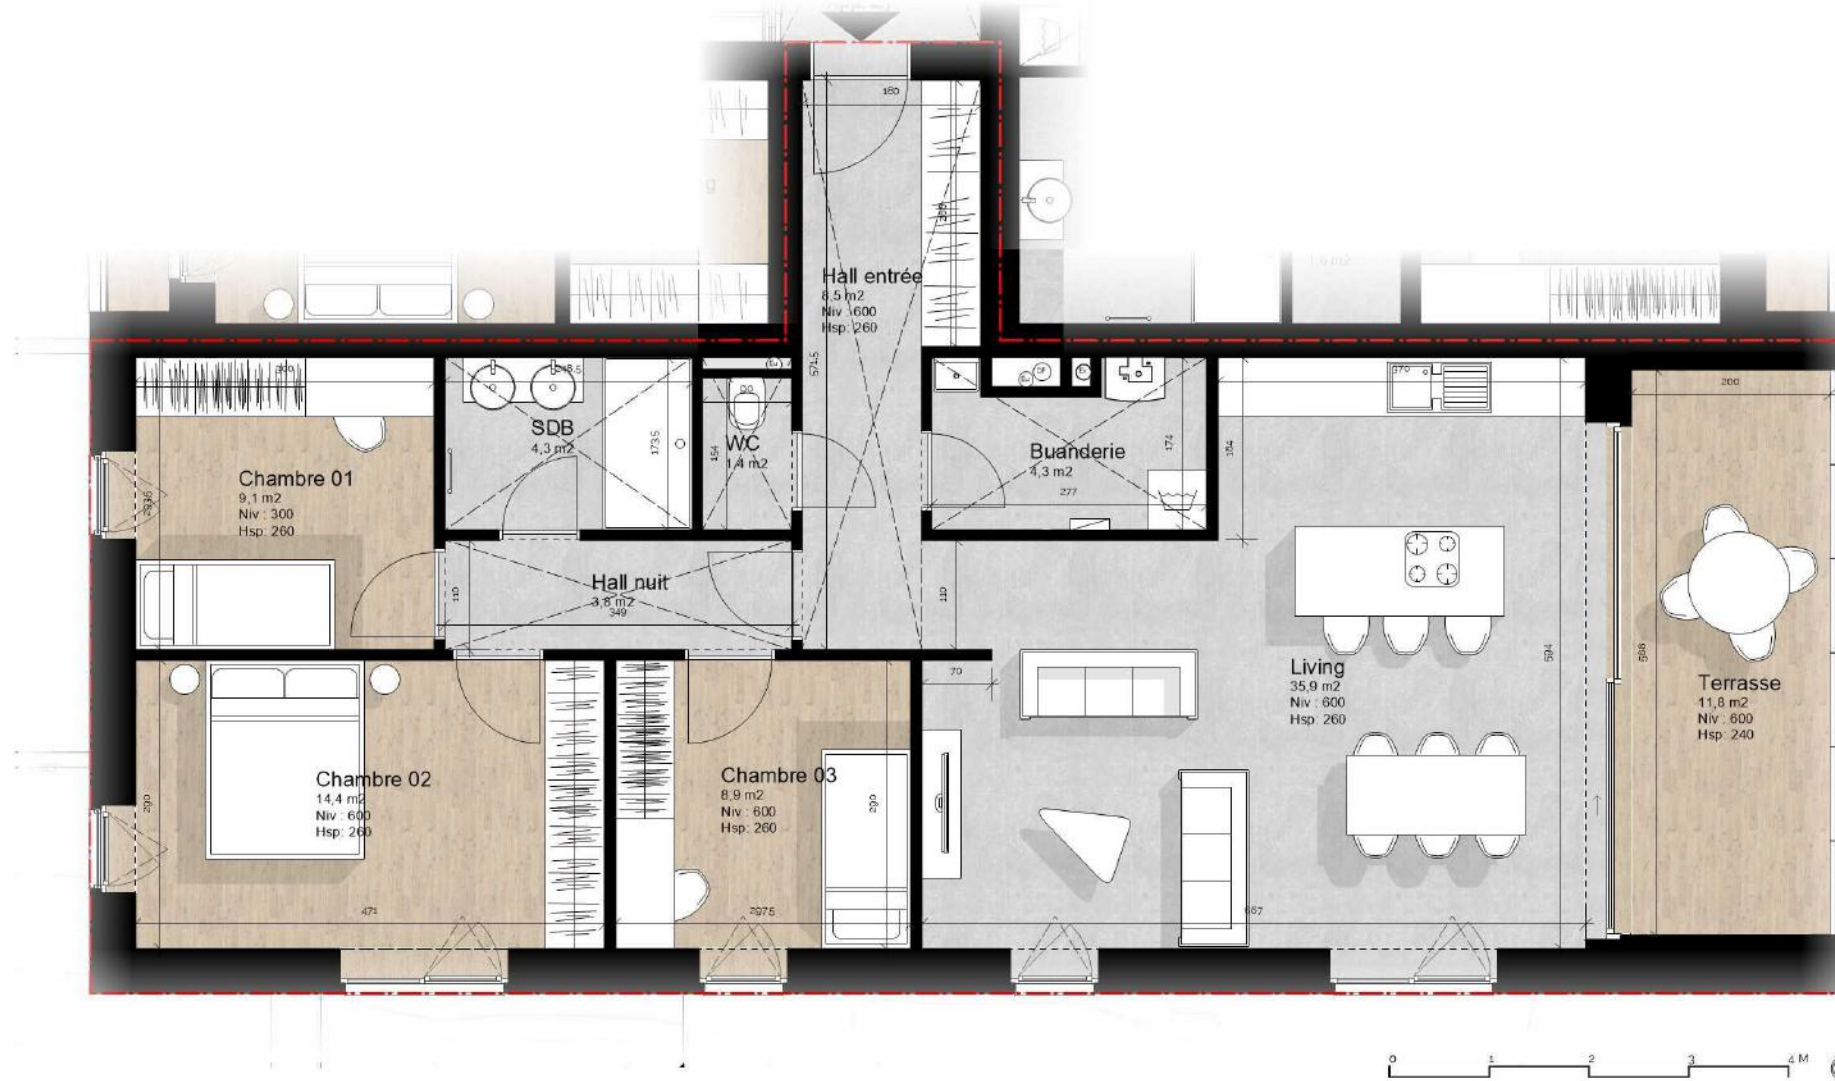 180
Hall entrée
8,5 m2
Niv : 600
Hsp: 260
571.5
300
Chambre 01
9,1 m2
Niv : 300
Hsp: 260
SDB
4,3 m2
173.5
WC
1,4 m2
154
Buanderie
4,3 m2
277
174
164
370
200
Hall nuit
3,8 m2
349
110
110
70
Living
35,9 m2
Niv : 600
Hsp: 260
594
Terrasse
11,8 m2
Niv : 600
Hsp: 240
Chambre 02
14,4 m2
Niv : 600
Hsp: 260
290
471
Chambre 03
8,9 m2
Niv : 600
Hsp: 260
290
2975
667
0 1 2 3 4 M